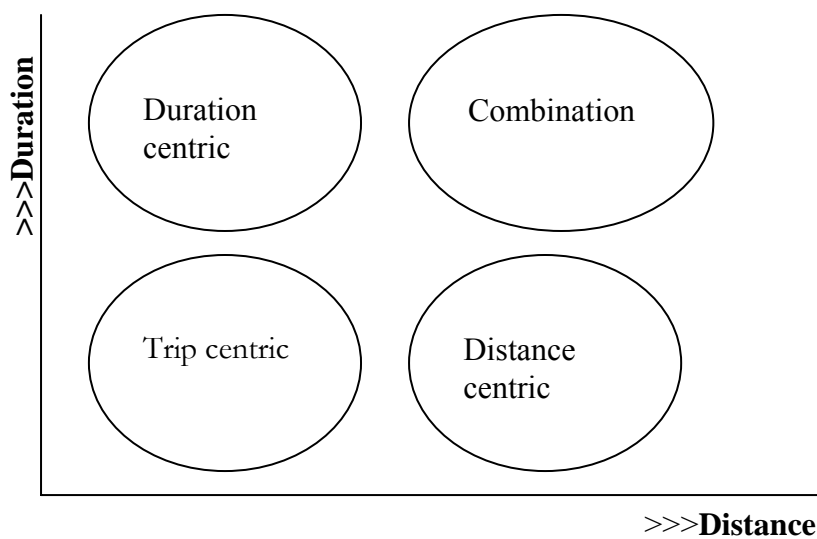 >>>Duration
Duration
centric
Combination
Trip centric
Distance
centric
>>>Distance